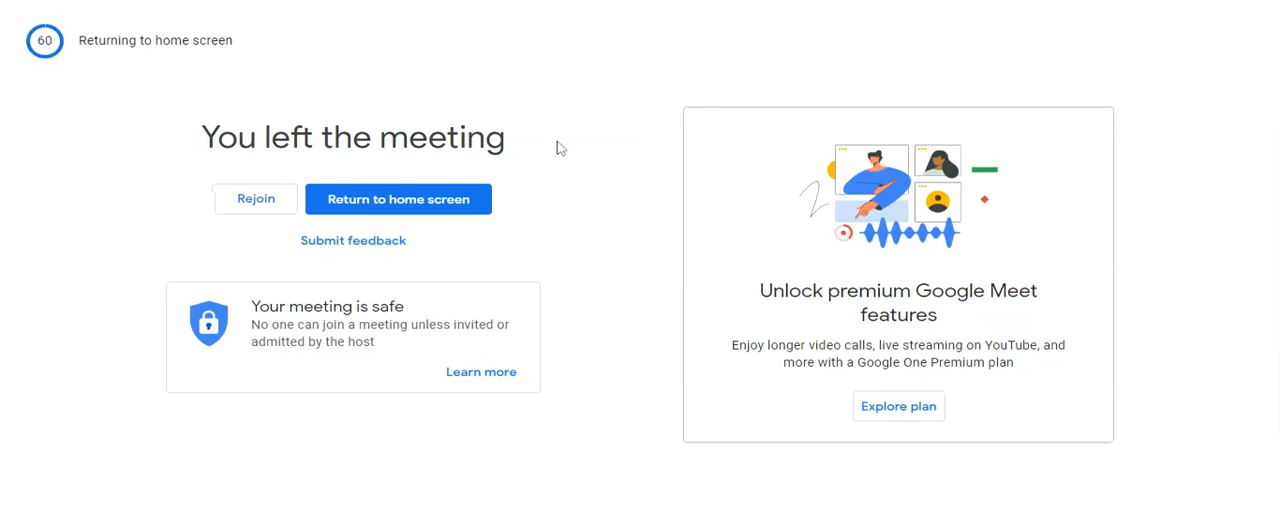 60
Returning to home screen
You left the meeting
Rejoin
Return to home screen
Submit feedback
Your meeting is safe
No one can join a meeting unless invited or
admitted by the host
Learn more
Unlock premium Google Meet
features
Enjoy longer video calls, live streaming on YouTube, and
more with a Google One Premium plan
Explore plan